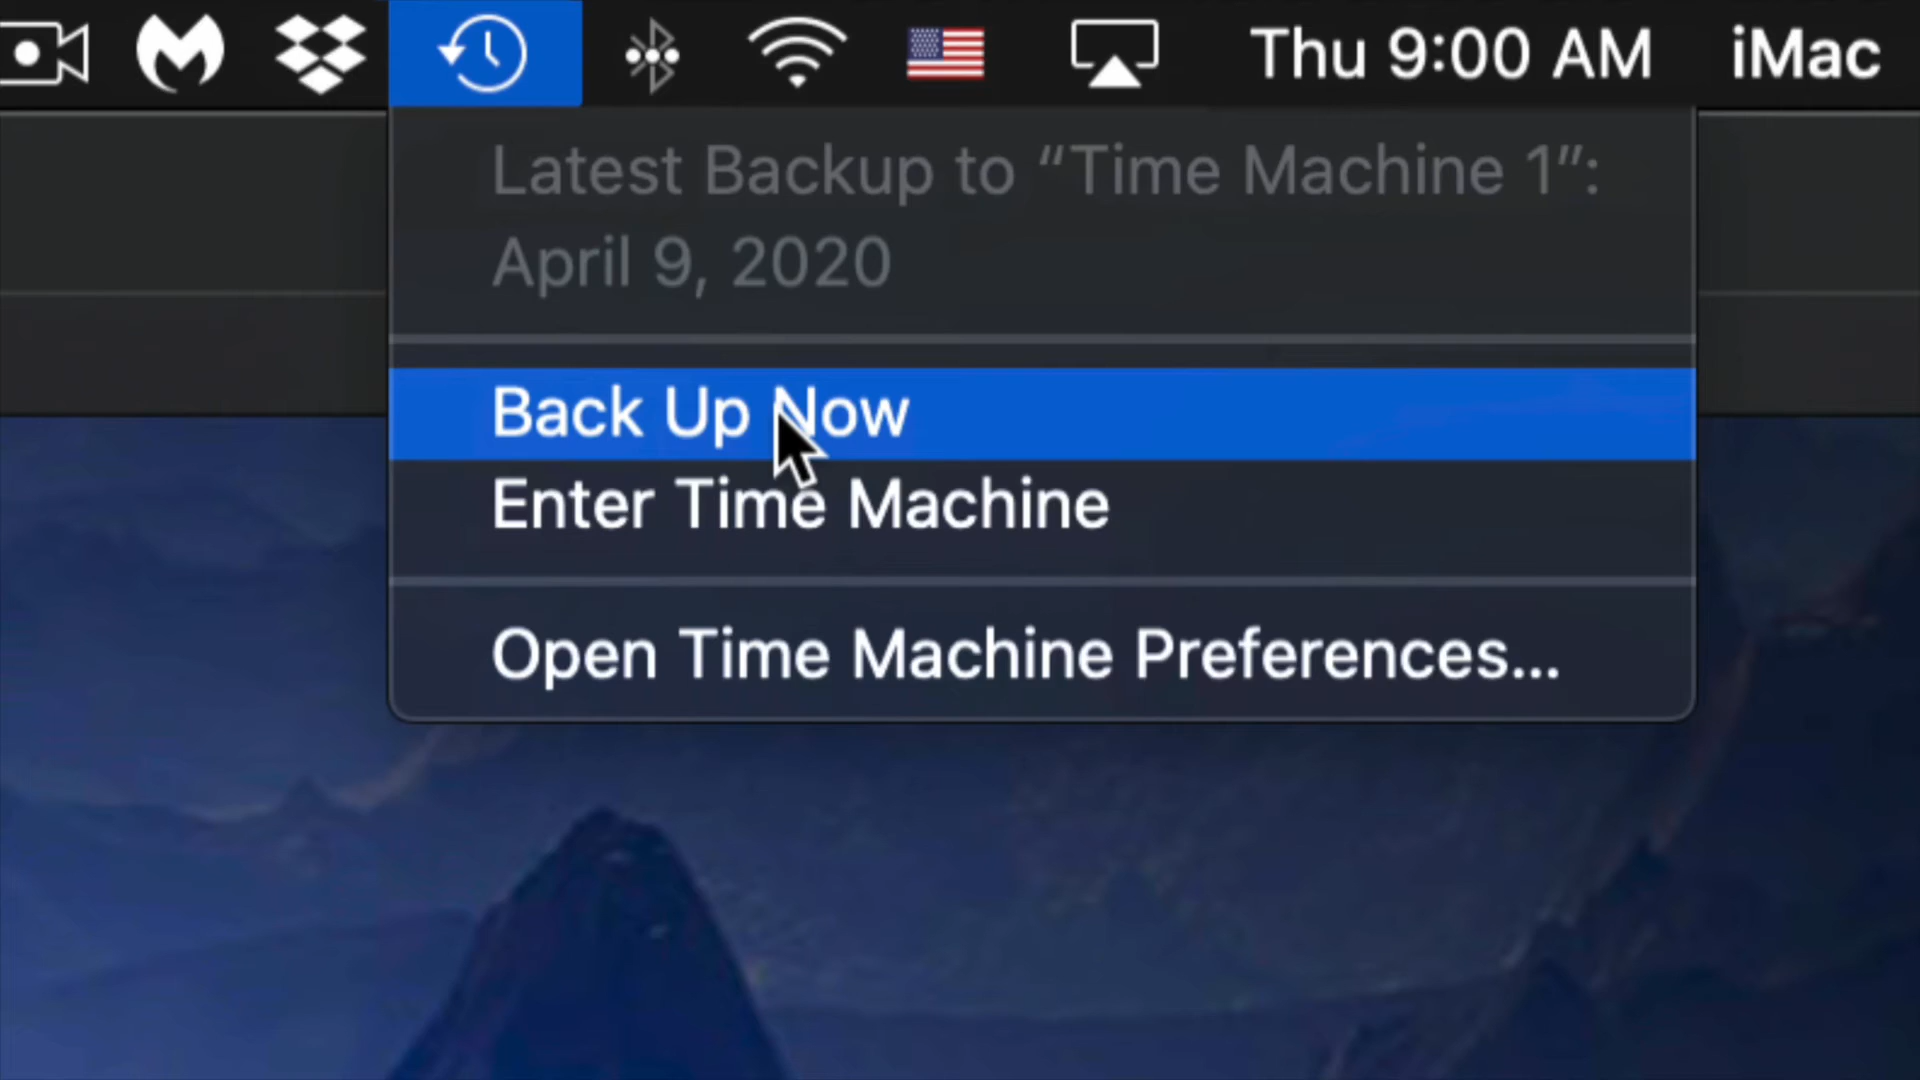 Thu 9:00 AM iMac
Latest Backup to “Time Machine 1”:
April 9, 2020
Back Up Now
Enter Time Machine
Open Time Machine Preferences...